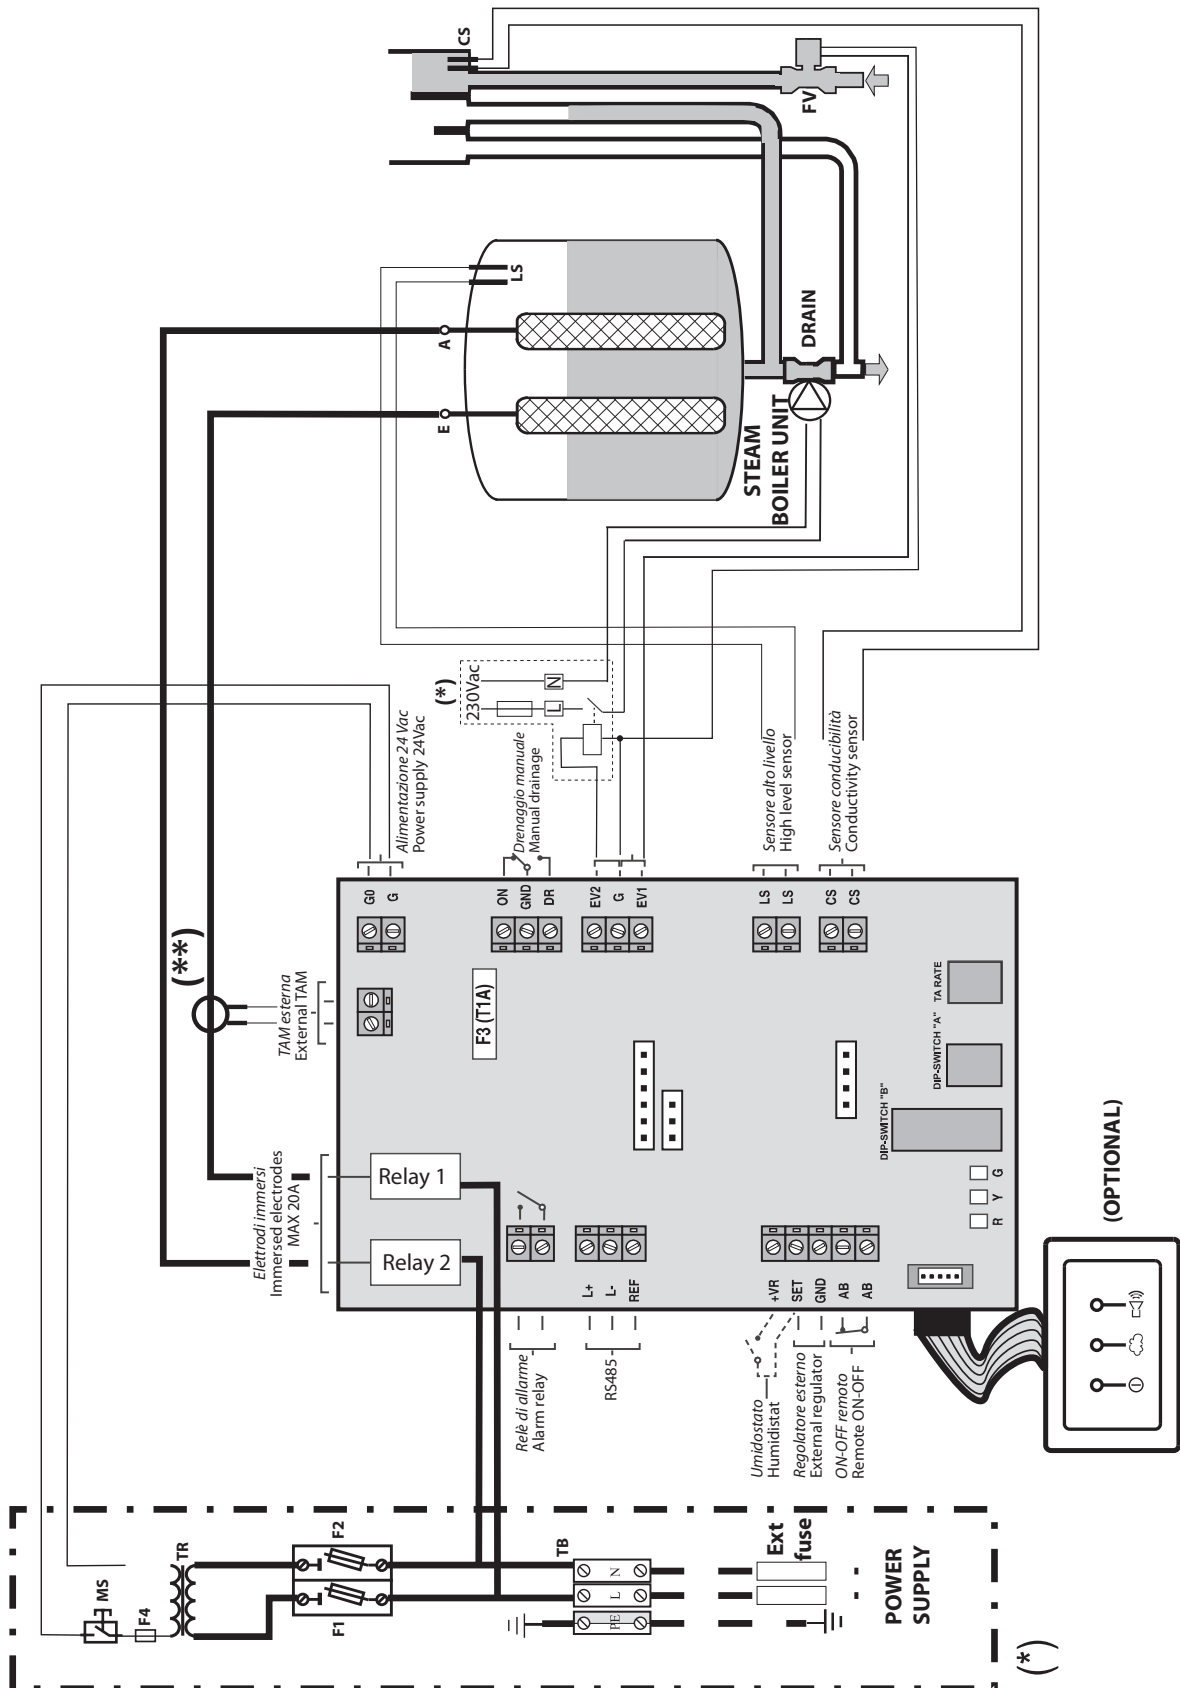 CS
FV
LS
A
E
DRAIN
STEAM
BOILER UNIT
(*)
230Vac
N
L
Alimentazione 24 Vac
Power supply 24Vac
Drenaggio manuale
Manual drainage
Sensore alto livello
High level sensor
Sensore conducibilità
Conductivity sensor
(**)
TAM esterna
External TAM
G0
G
ON
GND
DR
EV2
G
EV1
LS
LS
CS
CS
F3 (T1A)
TA RATE
DIP-SWITCH "A"
DIP-SWITCH "B"
Elettrodi immersi
Immersed electrodes
MAX 20A
Relay 1
Relay 2
R
Y
G
L+
L-
REF
+VR
SET
GND
AB
AB
Relè di allarme
Alarm relay
RS485
Umidostato
Humidistat
Regolatore esterno
External regulator
ON-OFF remoto
Remote ON-OFF
(OPTIONAL)
MS
F4
TR
F2
F1
TB
N
L
PE
Ext
fuse
POWER
SUPPLY
(*)